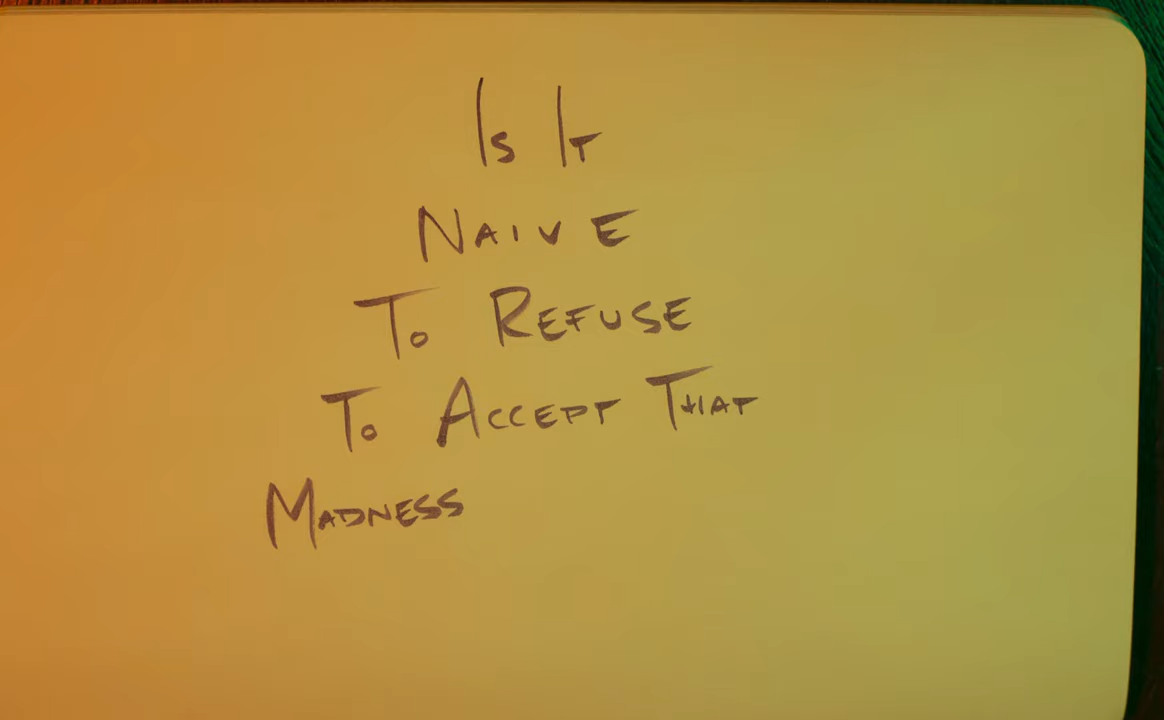 Is It
NAIVE
To REFUSE
To ACCEPT THAT
MADNESS